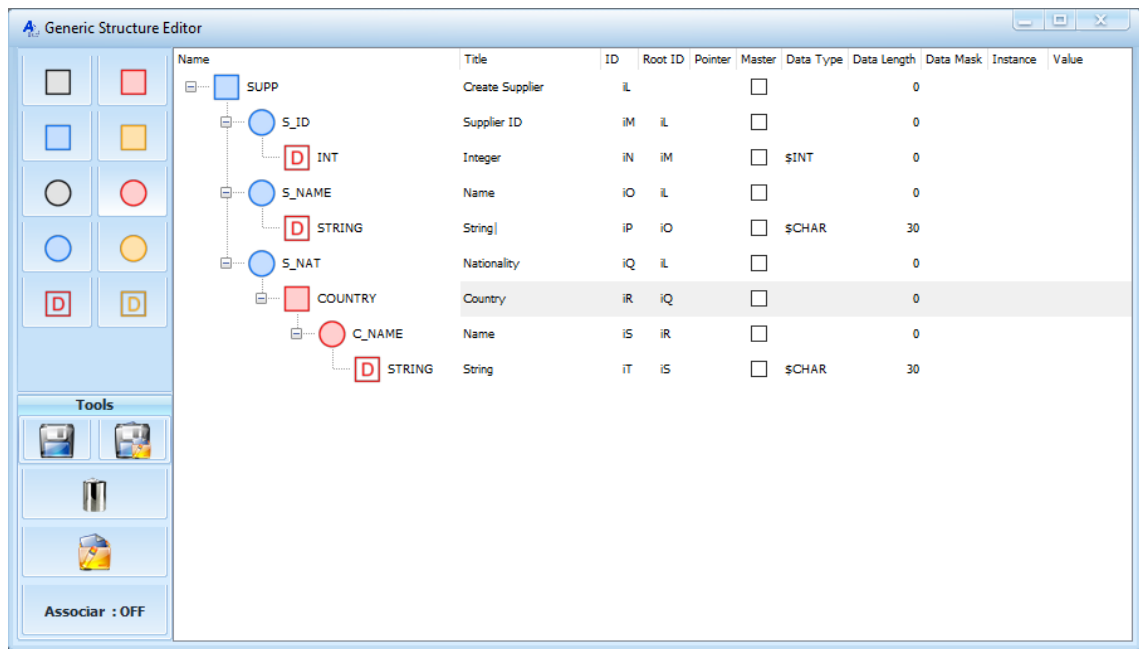 Generic Structure Editor
Name Title ID Root ID Pointer Master Data Type Data Length Data Mask Instance Value
SUPP Create Supplier iL 0
S_ID Supplier ID iM iL 0
D INT Integer iN iM $INT 0
S_NAME Name iO iL 0
D STRING String iP iO $CHAR 30
S_NAT Nationality iQ iL 0
COUNTRY Country iR iQ 0
C_NAME Name iS iR 0
D STRING String iT iS $CHAR 30
D D
Tools
Associar : OFF